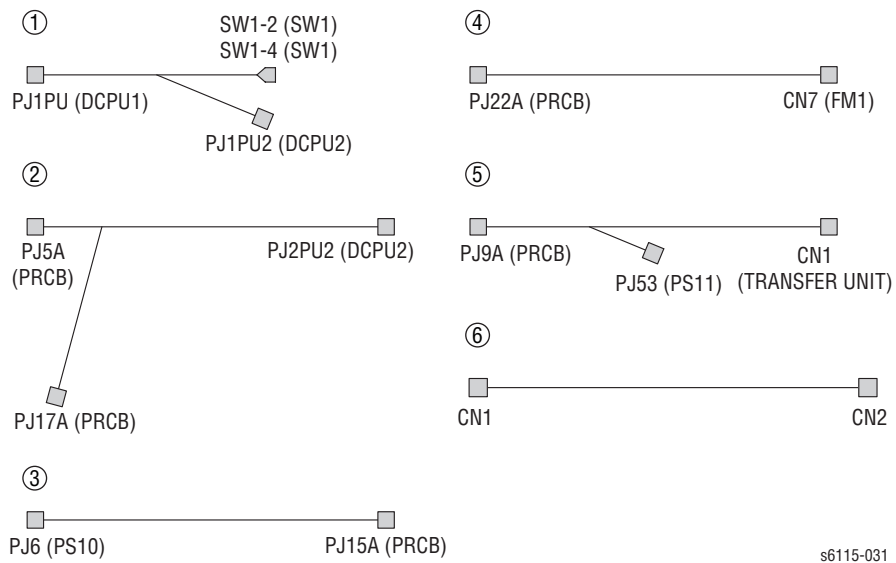 ①
SW1-2 (SW1)
SW1-4 (SW1)
PJ1PU (DCPU1)
PJ1PU2 (DCPU2)
②
PJ5A
(PRCB)
PJ2PU2 (DCPU2)
PJ17A (PRCB)
③
PJ6 (PS10)
PJ15A (PRCB)
④
PJ22A (PRCB)
CN7 (FM1)
⑤
PJ9A (PRCB)
PJ53 (PS11)
CN1
(TRANSFER UNIT)
⑥
CN1
CN2
s6115-031